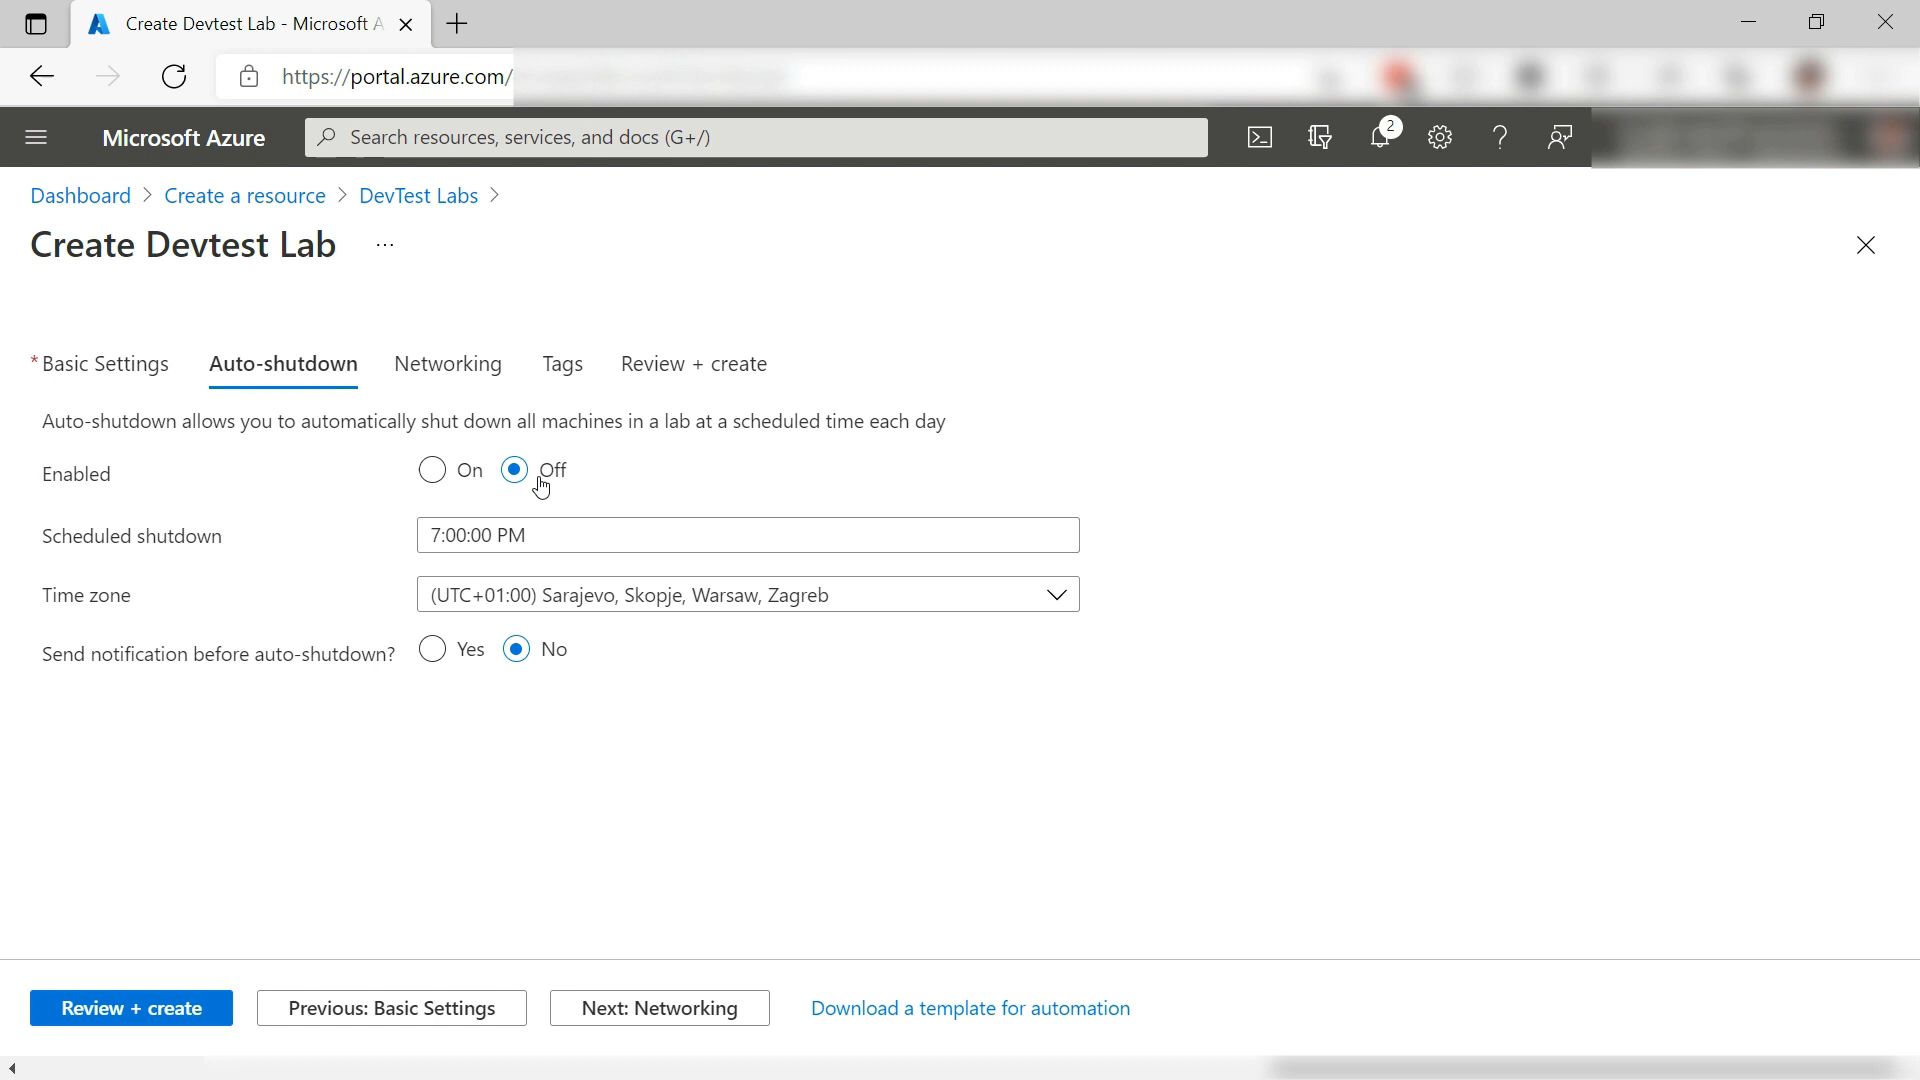 Create Devtest Lab - Microsoft A
https://portal.azure.com/
Microsoft Azure
Search resources, services, and docs (G+/)
2
Dashboard > Create a resource > DevTest Labs >
Create Devtest Lab ...
* Basic Settings Auto-shutdown Networking Tags Review + create
Auto-shutdown allows you to automatically shut down all machines in a lab at a scheduled time each day
Enabled On Off
Scheduled shutdown 7:00:00 PM
Time zone (UTC+01:00) Sarajevo, Skopje, Warsaw, Zagreb
Send notification before auto-shutdown? Yes No
Review + create Previous: Basic Settings Next: Networking Download a template for automation